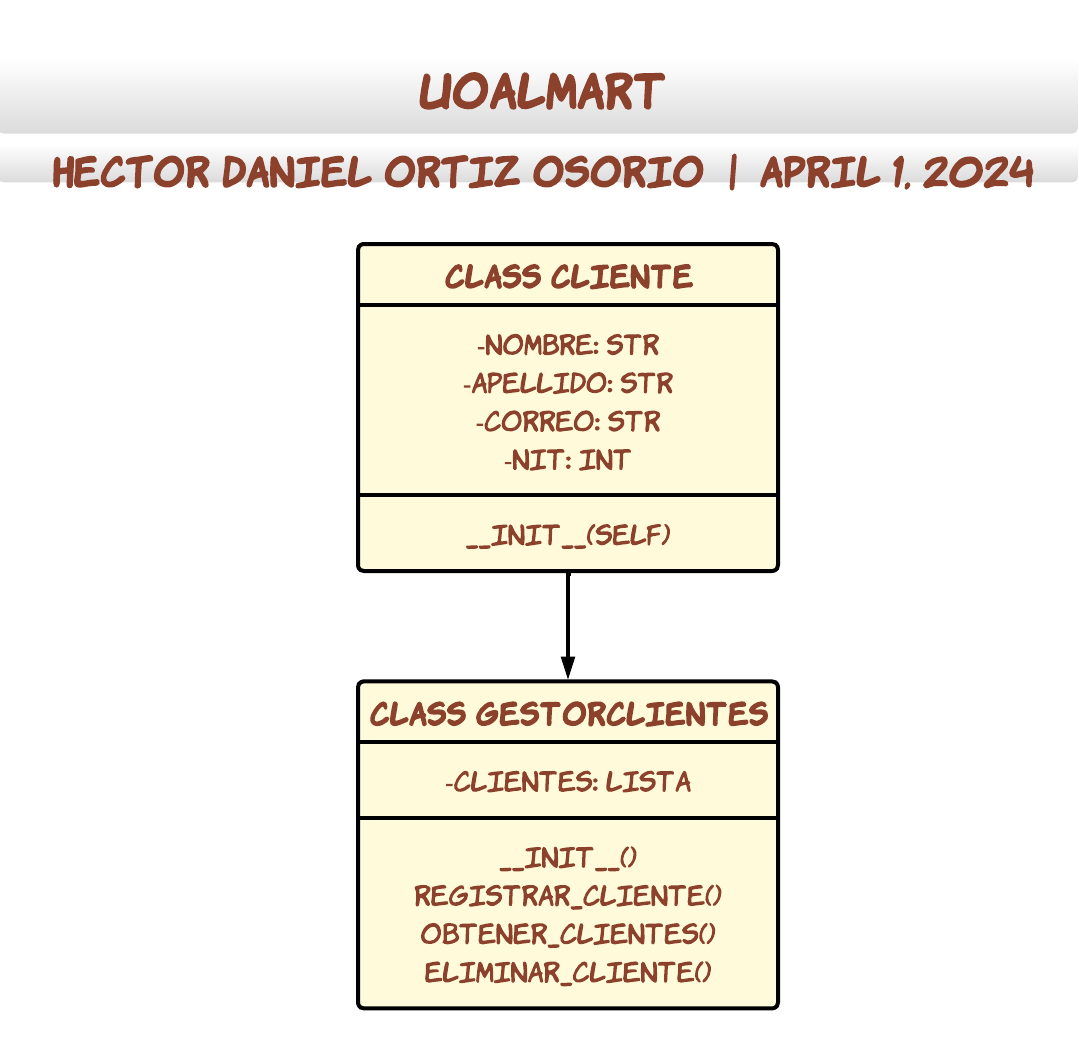 UOALMART
HECTOR DANIEL ORTIZ OSORIO | APRIL 1, 2024
CLASS CLIENTE
-NOMBRE: STR
-APELLIDO: STR
-CORREO: STR
-NIT: INT
__INIT__(SELF)
CLASS GESTORCLIENTES
-CLIENTES: LISTA
__INIT__()
REGISTRAR_CLIENTE()
OBTENER_CLIENTES()
ELIMINAR_CLIENTE()